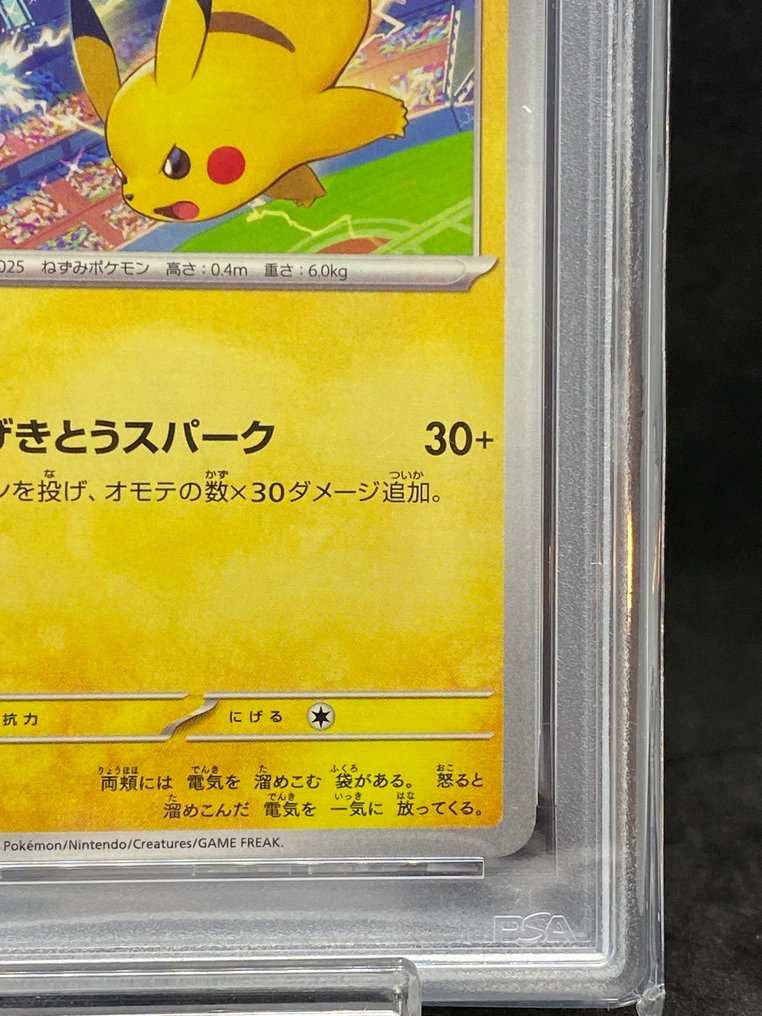 025 ねずみポケモン 高さ：0.4m 重さ：6.0kg
げきとうスパーク 30+
ンを投げ、オモテの数×30ダメージ追加。
抗力 にげる
両頬には 電気を 溜めこむ 袋がある。 怒ると
溜めこんだ 電気を 一気に 放ってくる。
Pokémon/Nintendo/Creatures/GAME FREAK.
PSA